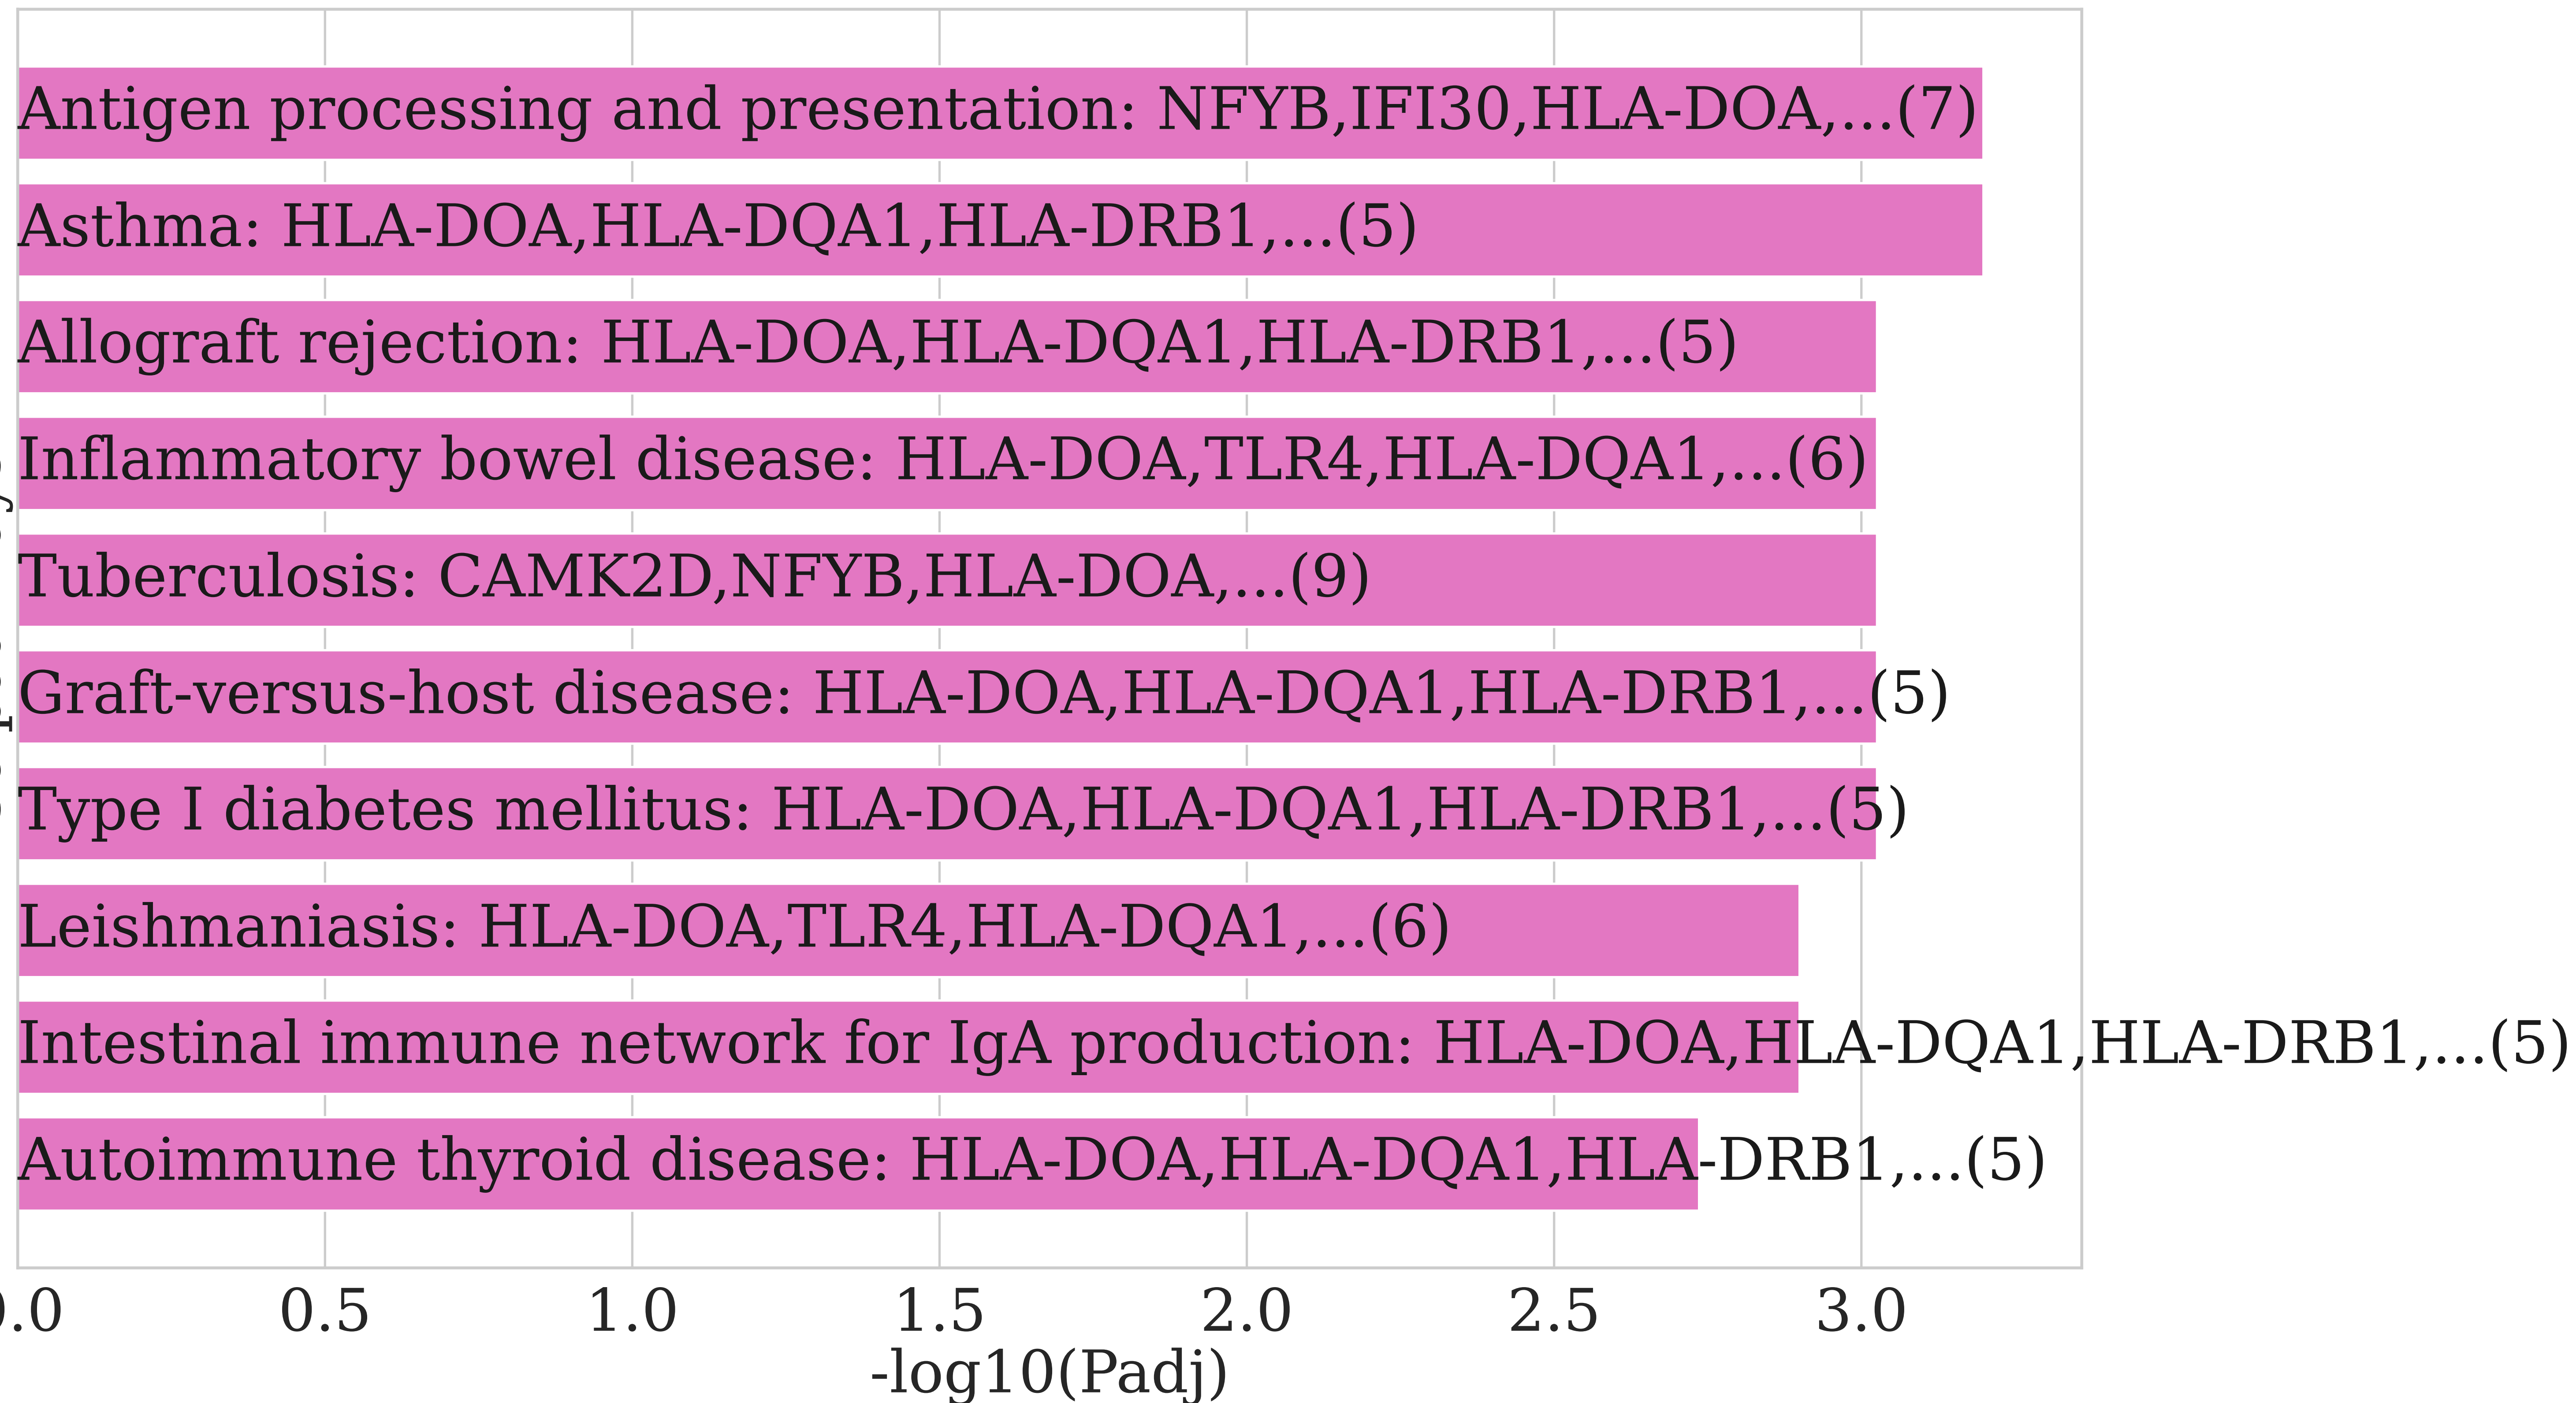 Antigen processing and presentation: NFYB,IFI30,HLA-DOA,...(7)
Asthma: HLA-DOA,HLA-DQA1,HLA-DRB1,...(5)
Allograft rejection: HLA-DOA,HLA-DQA1,HLA-DRB1,...(5)
Inflammatory bowel disease: HLA-DOA,TLR4,HLA-DQA1,...(6)
Tuberculosis: CAMK2D,NFYB,HLA-DOA,...(9)
Graft-versus-host disease: HLA-DOA,HLA-DQA1,HLA-DRB1,...(5)
Type I diabetes mellitus: HLA-DOA,HLA-DQA1,HLA-DRB1,...(5)
Leishmaniasis: HLA-DOA,TLR4,HLA-DQA1,...(6)
Intestinal immune network for IgA production: HLA-DOA,HLA-DQA1,HLA-DRB1,...(5)
Autoimmune thyroid disease: HLA-DOA,HLA-DQA1,HLA-DRB1,...(5)
0.0 0.5 1.0 1.5 2.0 2.5 3.0
-log10(Padj)